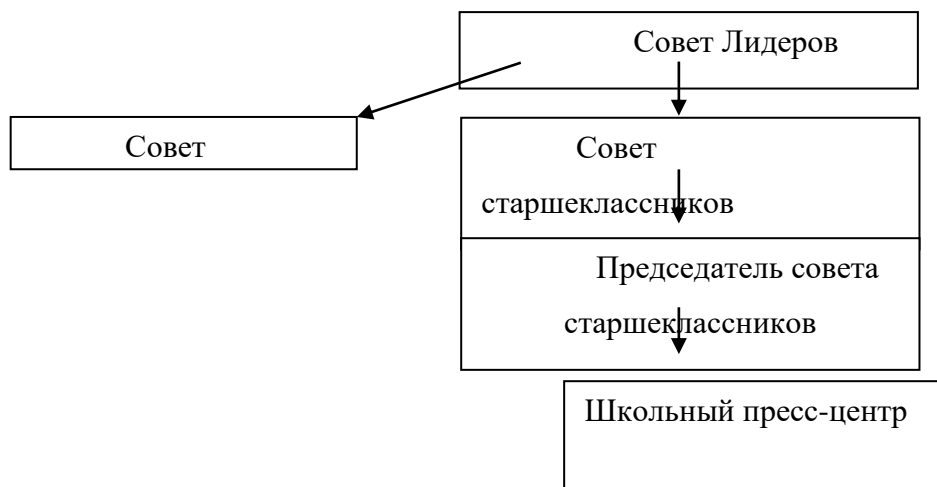 Совет Лидеров
Совет
Совет
старшеклассников
Председатель совета
старшеклассников
Школьный пресс-центр